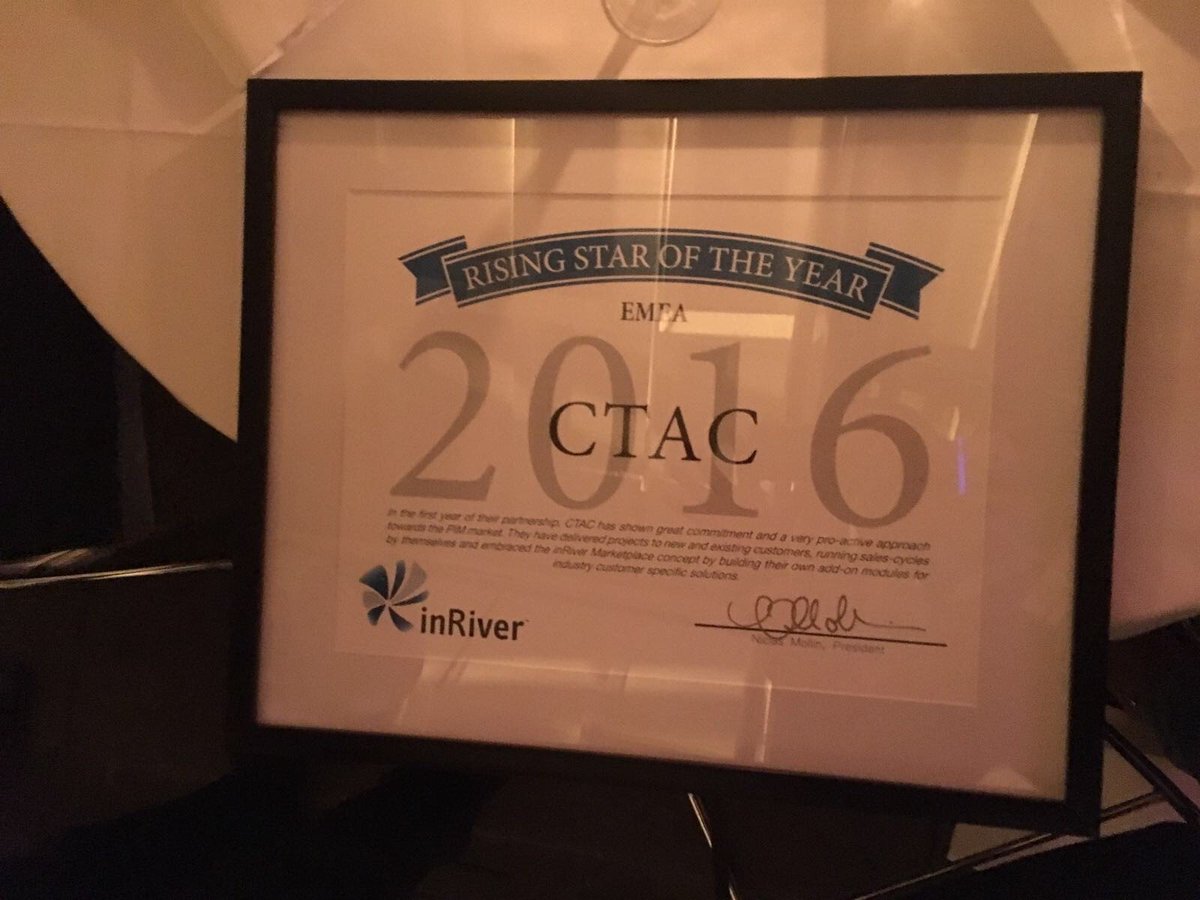 RISING STAR OF THE YEAR
EMEA
2016
CTAC
In the first year of their partnership, CTAC has shown great commitment and a very pro-active approach
towards the PIM market. They have delivered projects to new and existing customers, running sales-cycles
by themselves and embraced the inRiver Marketplace concept by building their own add-on modules for
industry customer specific solutions.
inRiver
Mollin, President